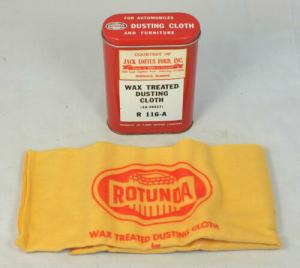 FOR AUTOMOBILES
DUSTING CLOTH
AND FURNITURE
COURTESY OF
JACK LOFTUS FORD, INC.
WAX TREATED
DUSTING
CLOTH
R 116-A
ROTUNDA
WAX TREATED DUSTING CLOTH
for